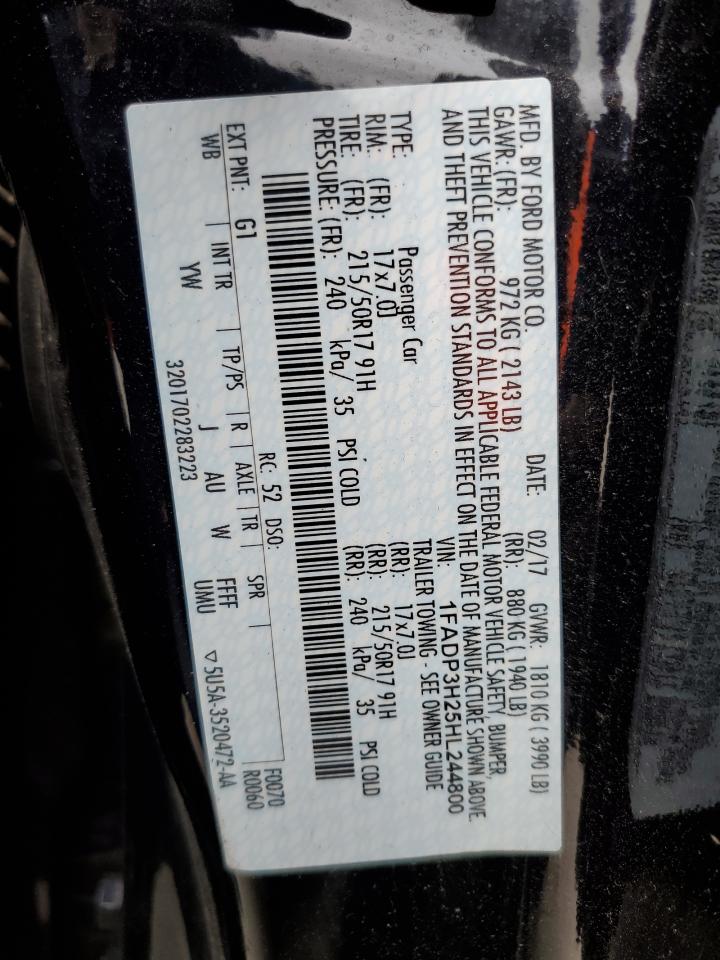 MFD. BY FORD MOTOR CO. DATE: 02/17 GVWR: 1810 KG ( 3990 LB)
GAWR: (FR): 972 KG ( 2143 LB) (RR): 880 KG ( 1940 LB)
THIS VEHICLE CONFORMS TO ALL APPLICABLE FEDERAL MOTOR VEHICLE SAFETY, BUMPER,
AND THEFT PREVENTION STANDARDS IN EFFECT ON THE DATE OF MANUFACTURE SHOWN ABOVE.
VIN: 1FADP3H25HL244800
TYPE: Passenger Car TRAILER TOWING - SEE OWNER GUIDE
RIM: (FR): 17x7.0J (RR): 17x7.0J
TIRE: (FR): 215/50R17 91H (RR): 215/50R17 91H
PRESSURE: (FR): 240 kPa/ 35 PSI COLD (RR): 240 kPa/ 35 PSI COLD
RC: 52 DSO: F0070
EXT PNT: G1 R0060
WB | INT TR | TP/PS | R | AXLE | TR | SPR |
YW J AU W FFFF
UMU
3201702283223 ▽5U5A-3520472-AA